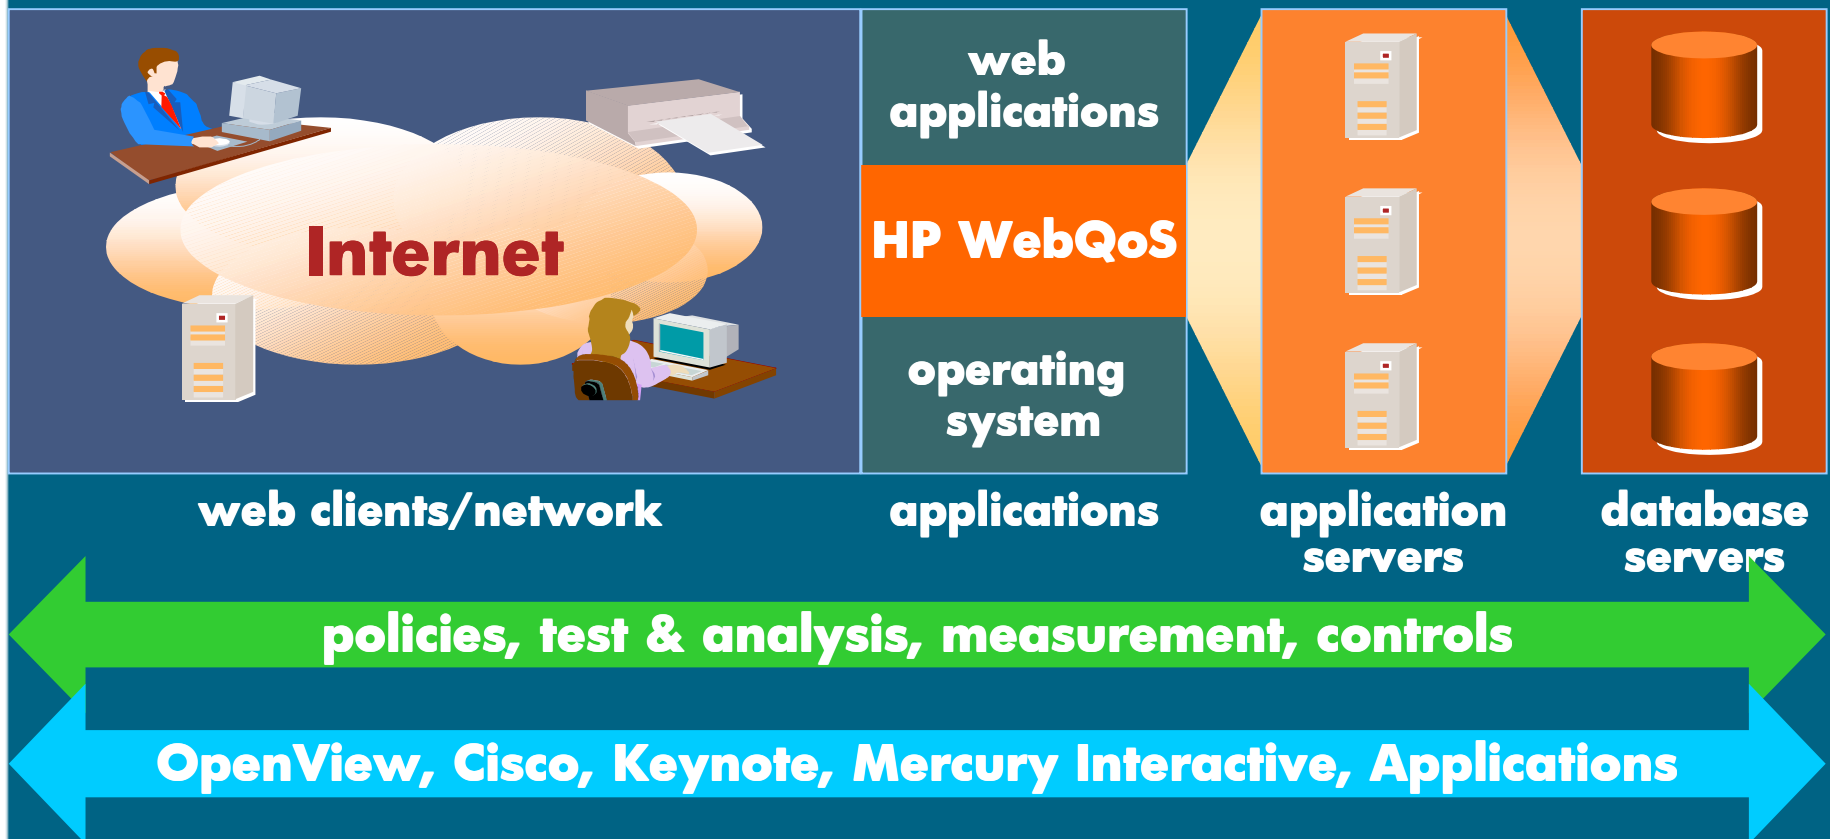 Internet
web
applications
HP WebQoS
operating
system
web clients/network
applications
application
servers
database
servers
policies, test & analysis, measurement, controls
OpenView, Cisco, Keynote, Mercury Interactive, Applications